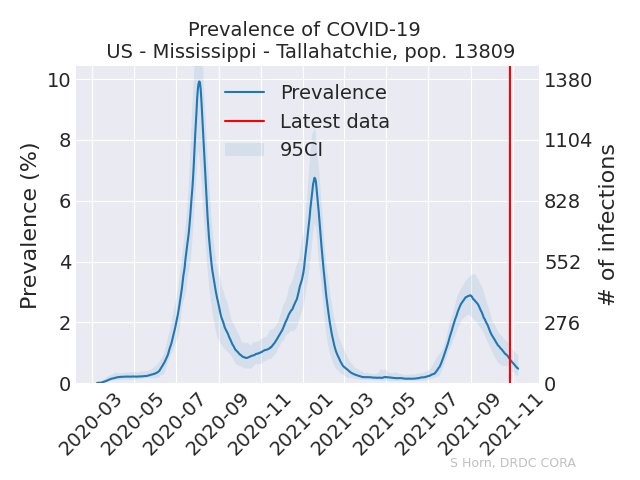 Prevalence of COVID-19
US - Mississippi - Tallahatchie, pop. 13809
Prevalence (%)
10
8
6
4
2
0
Prevalence
Latest data
95CI
1380
1104
828
552
276
0
# of infections
2020-03
2020-05
2020-07
2020-09
2020-11
2021-01
2021-03
2021-05
2021-07
2021-09
2021-11
S Horn, DRDC CORA